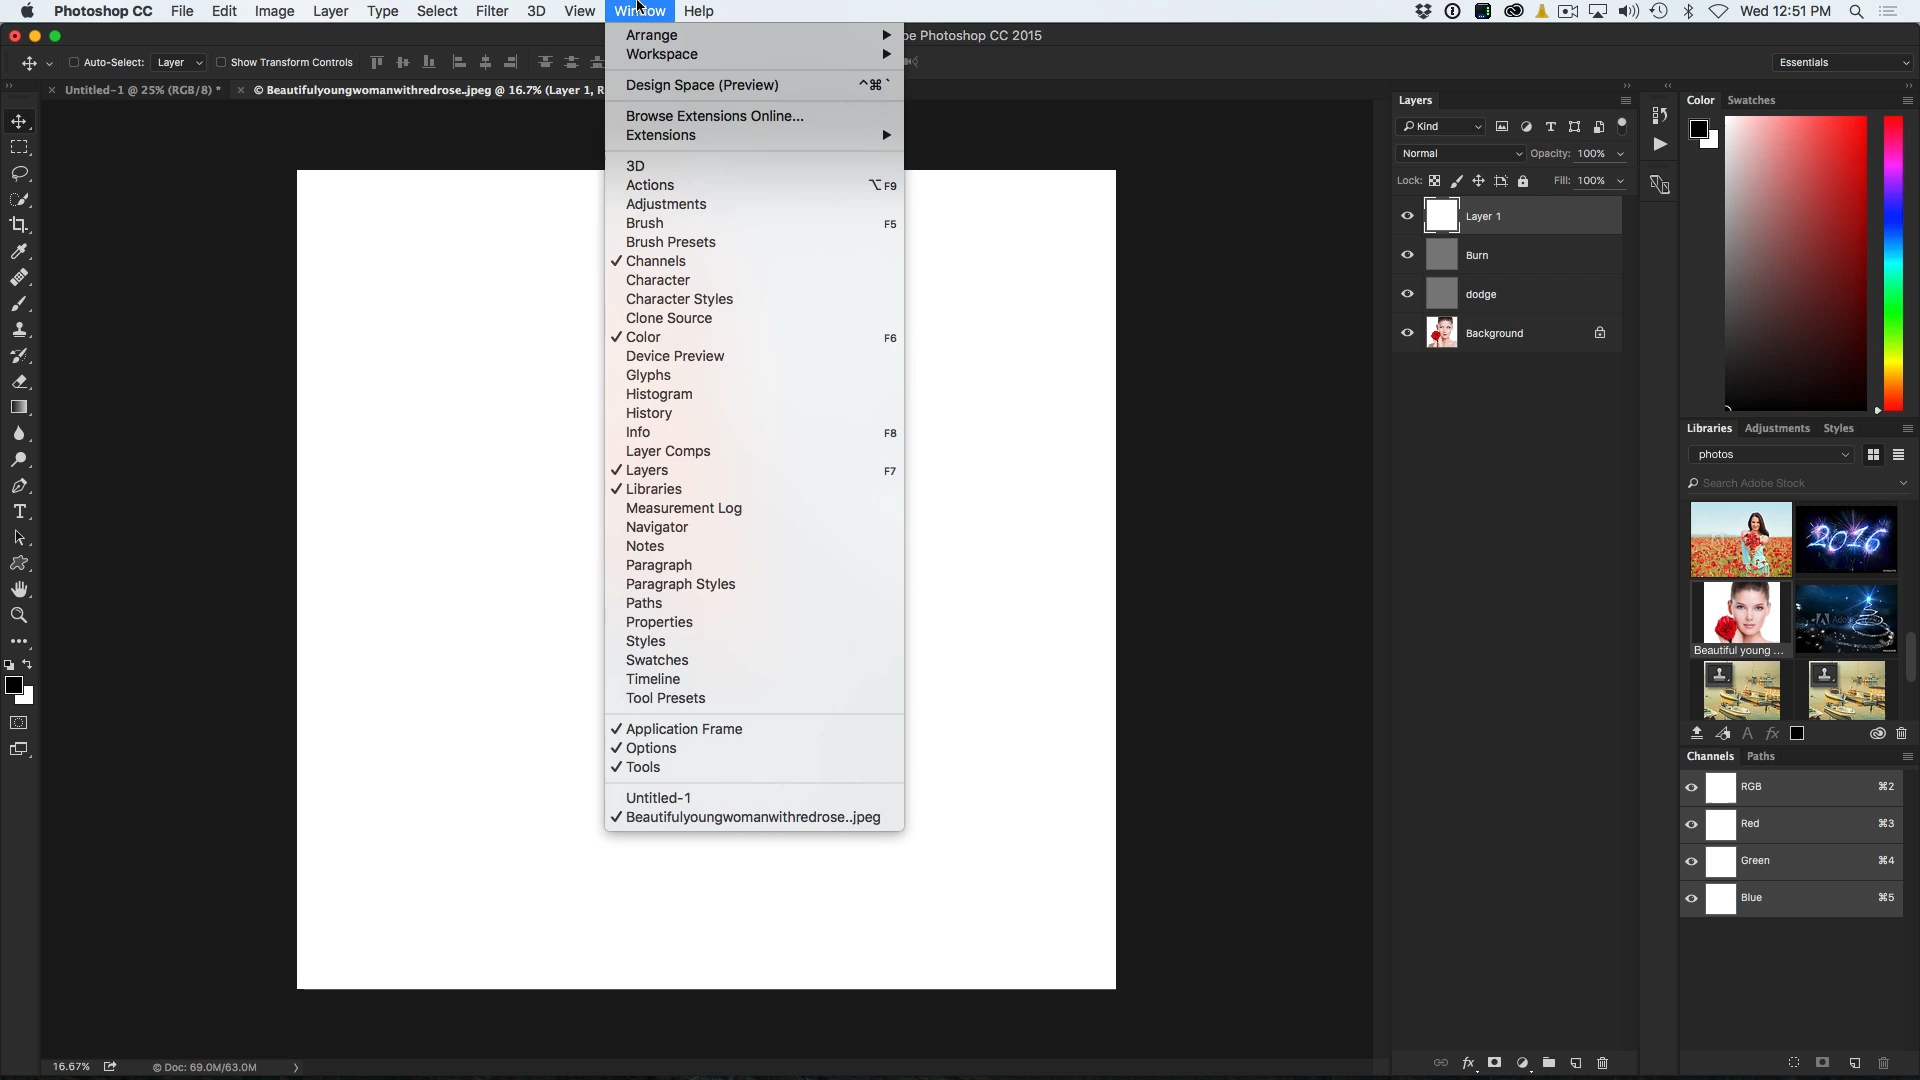 Photoshop CC File Edit Image Layer Type Select Filter 3D View Window Help Wed 12:51 PM
be Photoshop CC 2015
Auto-Select: Layer Show Transform Controls Essentials
Untitled-1 @ 25% (RGB/8) * © Beautifulyoungwomanwithredrose..jpeg @ 16.7% (Layer 1, R
Arrange
Workspace
Design Space (Preview) ^⌘`
Browse Extensions Online...
Extensions
3D
Actions ⌥F9
Adjustments
Brush F5
Brush Presets
✓ Channels
Character
Character Styles
Clone Source
✓ Color F6
Device Preview
Glyphs
Histogram
History
Info F8
Layer Comps
✓ Layers F7
✓ Libraries
Measurement Log
Navigator
Notes
Paragraph
Paragraph Styles
Paths
Properties
Styles
Swatches
Timeline
Tool Presets
✓ Application Frame
✓ Options
✓ Tools
Untitled-1
✓ Beautifulyoungwomanwithredrose..jpeg
Layers
Kind
Normal Opacity: 100%
Lock: Fill: 100%
Layer 1
Burn
dodge
Background
Color Swatches
Libraries Adjustments Styles
photos
Search Adobe Stock
2016
Beautiful young ...
Channels Paths
RGB ⌘2
Red ⌘3
Green ⌘4
Blue ⌘5
16.67% © Doc: 69.0M/63.0M